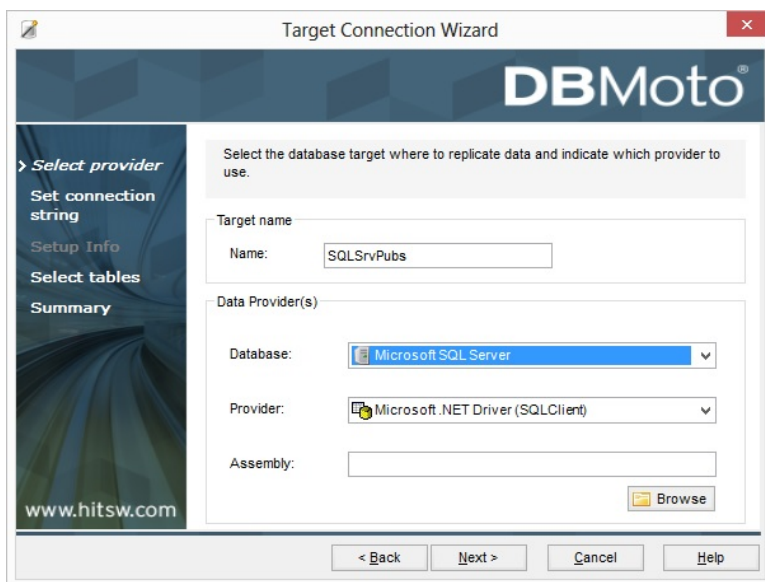 Target Connection Wizard
DBMoto®
Select provider
Set connection
string
Setup Info
Select tables
Summary
www.hitsw.com
Select the database target where to replicate data and indicate which provider to
use.
Target name
Name: SQLSrvPubs
Data Provider(s)
Database: Microsoft SQL Server
Provider: Microsoft .NET Driver (SQLClient)
Assembly:
Browse
< Back Next > Cancel Help